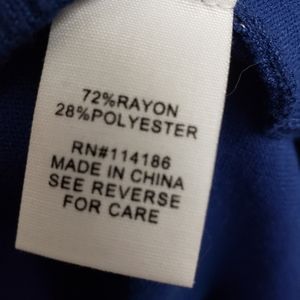 72%RAYON
28%POLYESTER
RN#114186
MADE IN CHINA
SEE REVERSE
FOR CARE